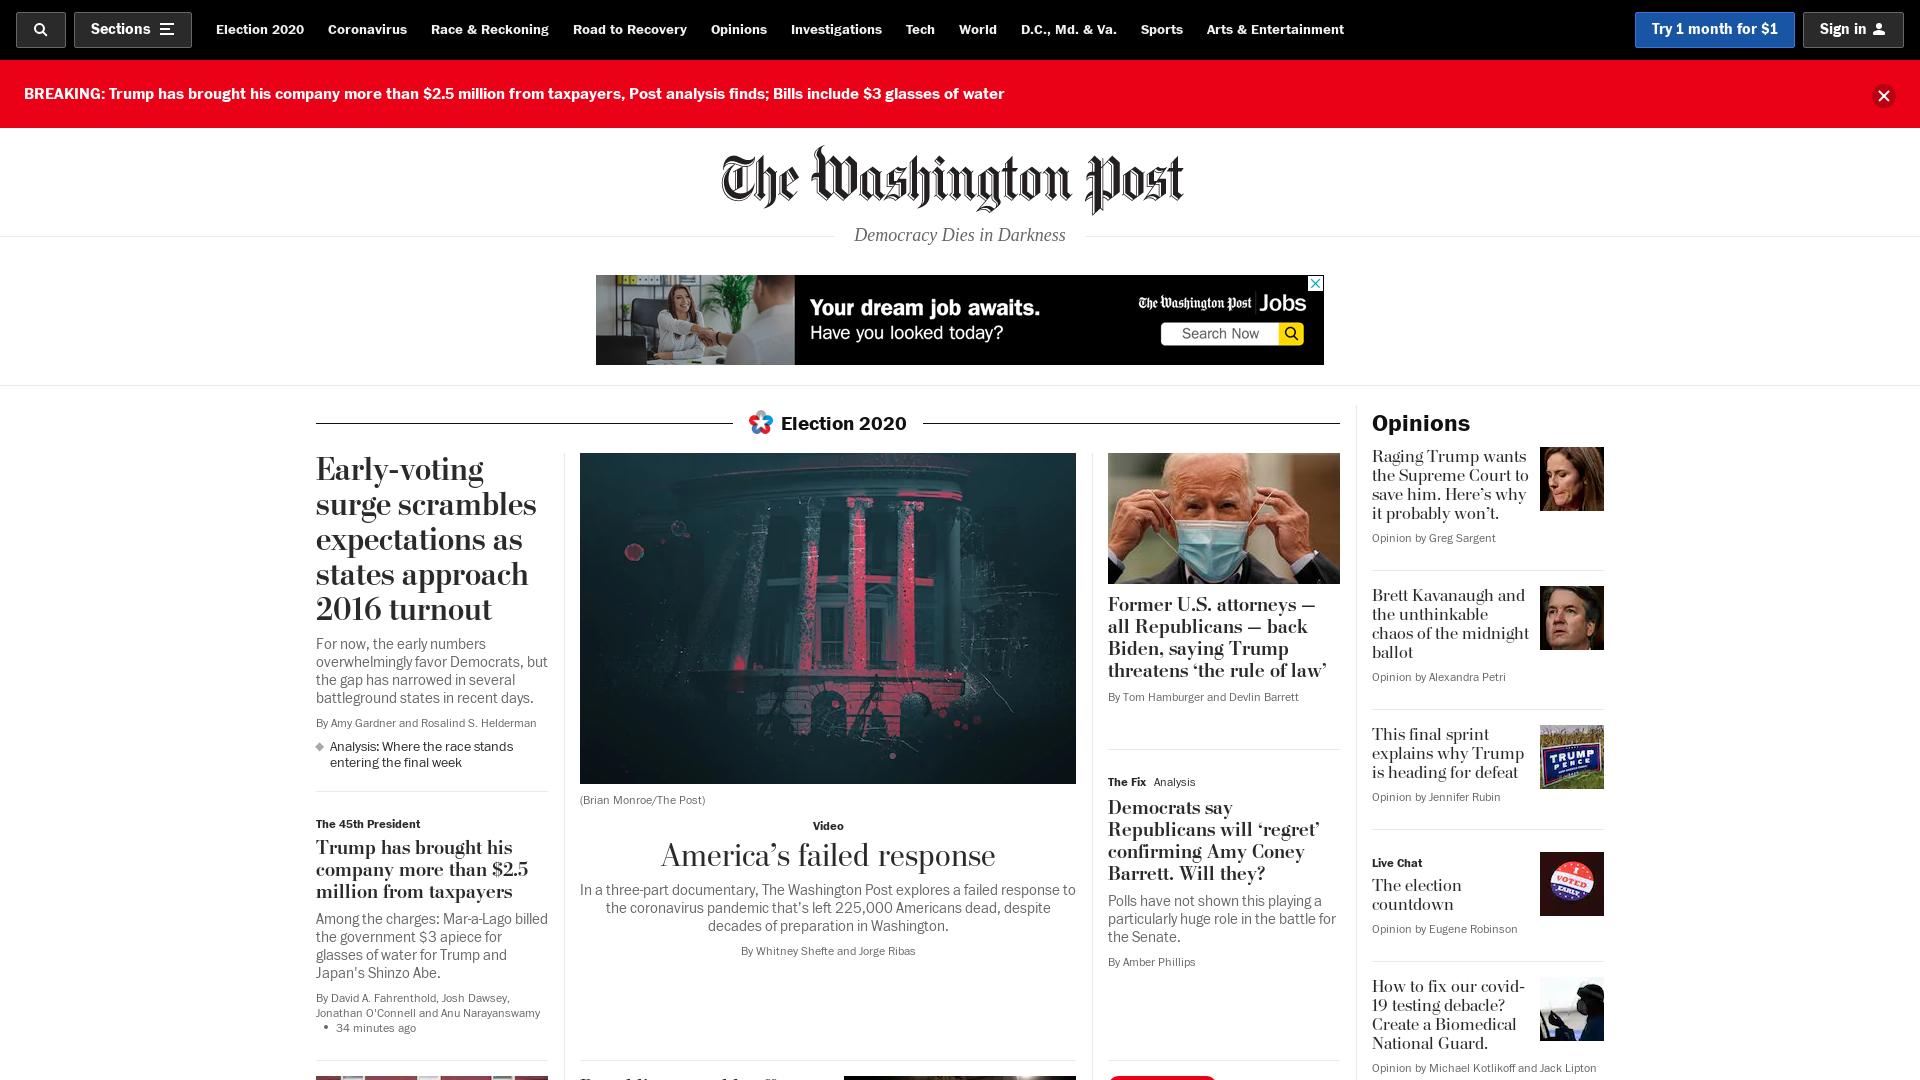 Sections
Election 2020
Coronavirus
Race & Reckoning
Road to Recovery
Opinions
Investigations
Tech
World
D.C., Md. & Va.
Sports
Arts & Entertainment
Try 1 month for $1
Sign in
BREAKING: Trump has brought his company more than $2.5 million from taxpayers, Post analysis finds; Bills include $3 glasses of water
The Washington Post
Democracy Dies in Darkness
Your dream job awaits.
Have you looked today?
The Washington Post Jobs
Search Now
Election 2020
Early-voting
surge scrambles
expectations as
states approach
2016 turnout
For now, the early numbers
overwhelmingly favor Democrats, but
the gap has narrowed in several
battleground states in recent days.
By Amy Gardner and Rosalind S. Helderman
Analysis: Where the race stands
entering the final week
The 45th President
Trump has brought his
company more than $2.5
million from taxpayers
Among the charges: Mar-a-Lago billed
the government $3 apiece for
glasses of water for Trump and
Japan's Shinzo Abe.
By David A. Fahrenthold, Josh Dawsey,
Jonathan O'Connell and Anu Narayanswamy
• 34 minutes ago
(Brian Monroe/The Post)
Video
America’s failed response
In a three-part documentary, The Washington Post explores a failed response to
the coronavirus pandemic that’s left 225,000 Americans dead, despite
decades of preparation in Washington.
By Whitney Shefte and Jorge Ribas
Former U.S. attorneys —
all Republicans — back
Biden, saying Trump
threatens ‘the rule of law’
By Tom Hamburger and Devlin Barrett
The Fix Analysis
Democrats say
Republicans will ‘regret’
confirming Amy Coney
Barrett. Will they?
Polls have not shown this playing a
particularly huge role in the battle for
the Senate.
By Amber Phillips
Opinions
Raging Trump wants
the Supreme Court to
save him. Here’s why
it probably won’t.
Opinion by Greg Sargent
Brett Kavanaugh and
the unthinkable
chaos of the midnight
ballot
Opinion by Alexandra Petri
This final sprint
explains why Trump
is heading for defeat
Opinion by Jennifer Rubin
TRUMP
PENCE
Live Chat
The election
countdown
Opinion by Eugene Robinson
I
VOTED
EARLY
How to fix our covid-
19 testing debacle?
Create a Biomedical
National Guard.
Opinion by Michael Kotlikoff and Jack Lipton